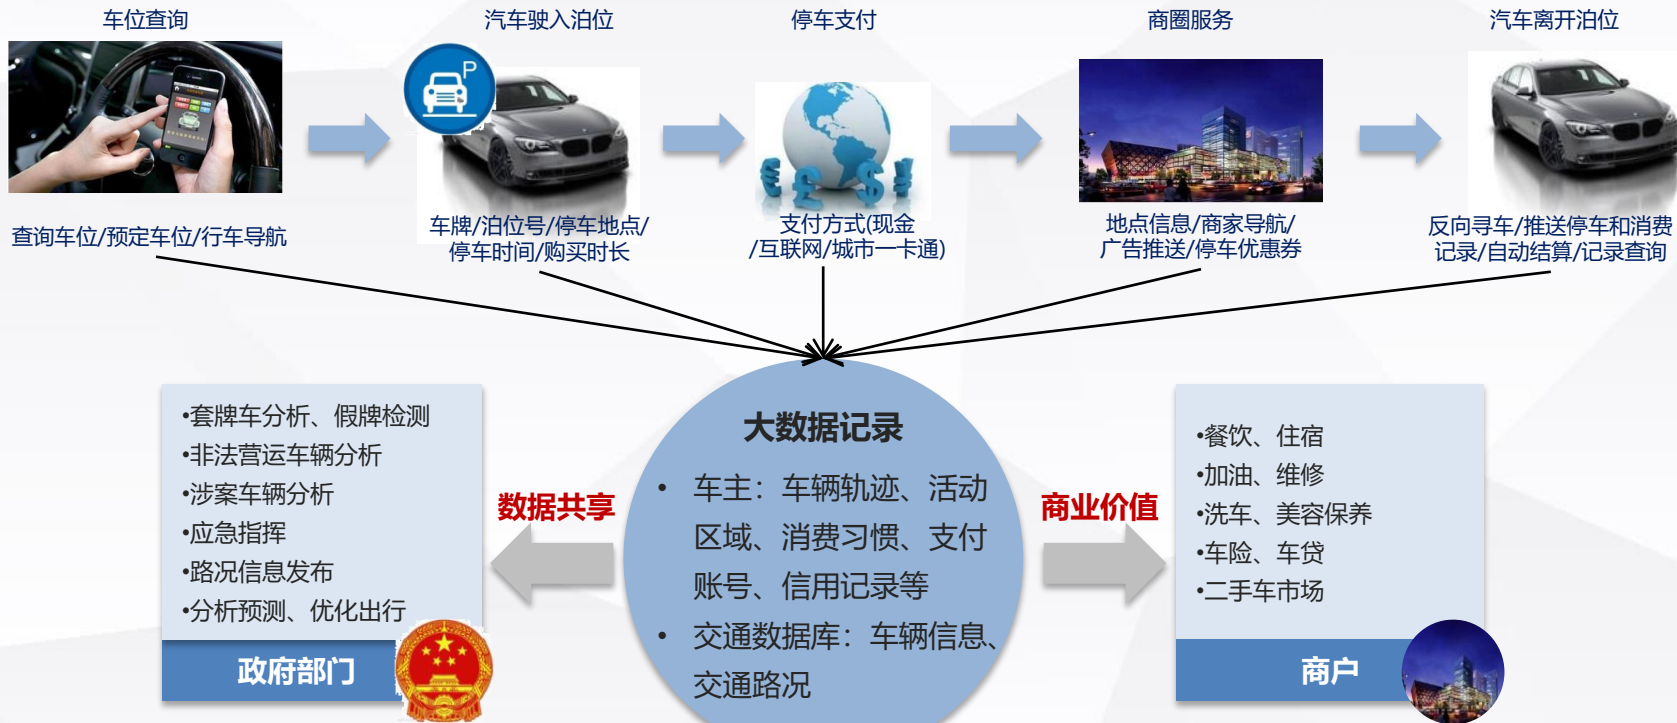 车位查询
汽车驶入泊位
停车支付
商圈服务
汽车离开泊位
P
查询车位/预定车位/行车导航
车牌/泊位号/停车地点/
停车时间/购买时长
支付方式(现金
/互联网/城市一卡通)
地点信息/商家导航/
广告推送/停车优惠券
反向寻车/推送停车和消费
记录/自动结算/记录查询
•套牌车分析、假牌检测
•非法营运车辆分析
•涉案车辆分析
•应急指挥
•路况信息发布
•分析预测、优化出行
政府部门
数据共享
大数据记录
• 车主：车辆轨迹、活动
区域、消费习惯、支付
账号、信用记录等
• 交通数据库：车辆信息、
交通路况
商业价值
•餐饮、住宿
•加油、维修
•洗车、美容保养
•车险、车贷
•二手车市场
商户